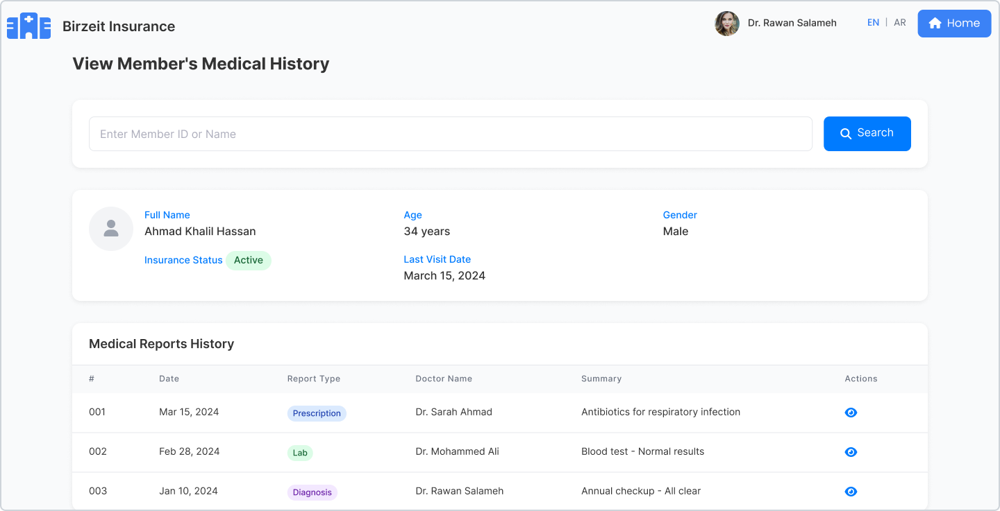 Birzeit Insurance
Dr. Rawan Salameh
EN | AR
Home
View Member's Medical History
Enter Member ID or Name
Search
Full Name
Ahmad Khalil Hassan
Age
34 years
Gender
Male
Insurance Status Active
Last Visit Date
March 15, 2024
Medical Reports History
# Date Report Type Doctor Name Summary Actions
001 Mar 15, 2024 Prescription Dr. Sarah Ahmad Antibiotics for respiratory infection
002 Feb 28, 2024 Lab Dr. Mohammed Ali Blood test - Normal results
003 Jan 10, 2024 Diagnosis Dr. Rawan Salameh Annual checkup - All clear